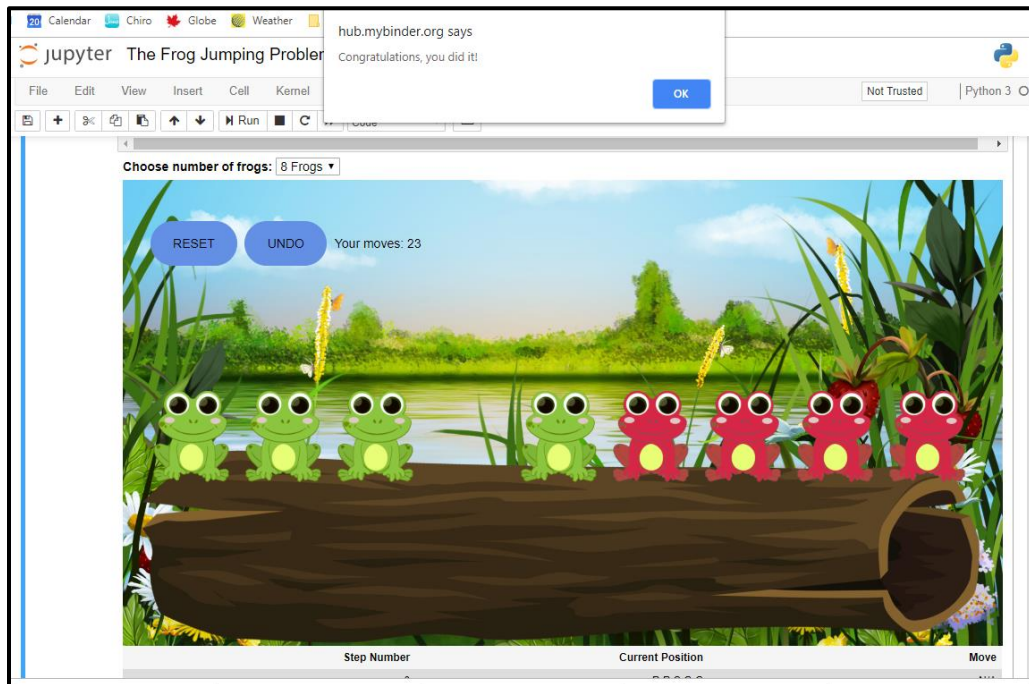 20 Calendar Chiro Globe Weather
hub.mybinder.org says
Congratulations, you did it!
OK
jupyter The Frog Jumping Problem
File Edit View Insert Cell Kernel
Not Trusted Python 3
Run
Choose number of frogs: 8 Frogs
RESET UNDO Your moves: 23
Step Number Current Position Move